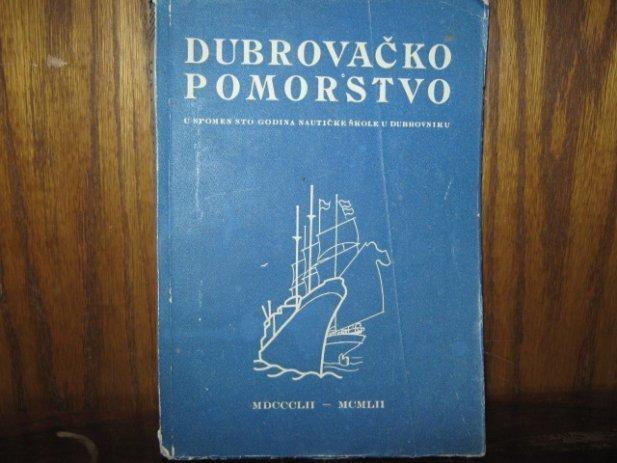 DUBROVAČKO
POMORSTVO
U SPOMEN STO GODINA NAUTIČKE ŠKOLE U DUBROVNIKU
MDCCCLII — MCMLII